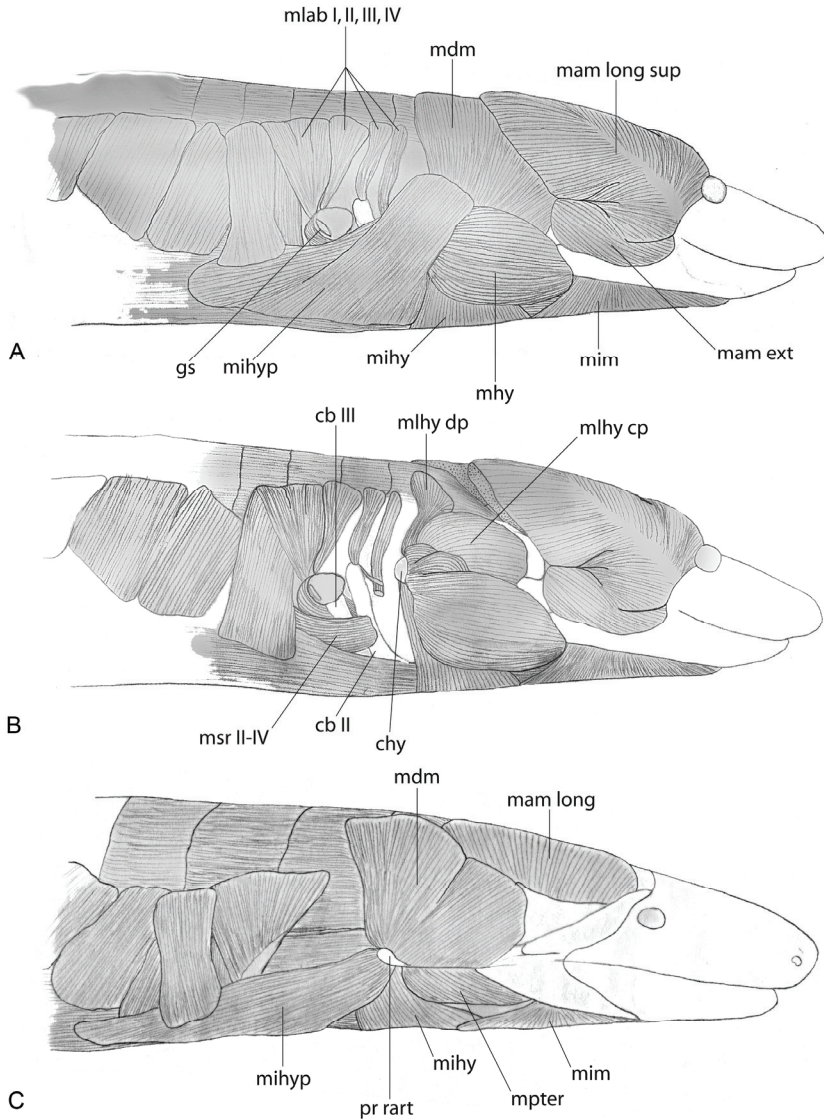 mlab I, II, III, IV
mdm
mam long sup
A
gs
mihyp
mihy
mhy
mim
mam ext
cb III
mlhy dp
mlhy cp
B
msr II-IV
cb II
chy
mdm
mam long
mihyp
pr rart
mihy
mpter
mim
C